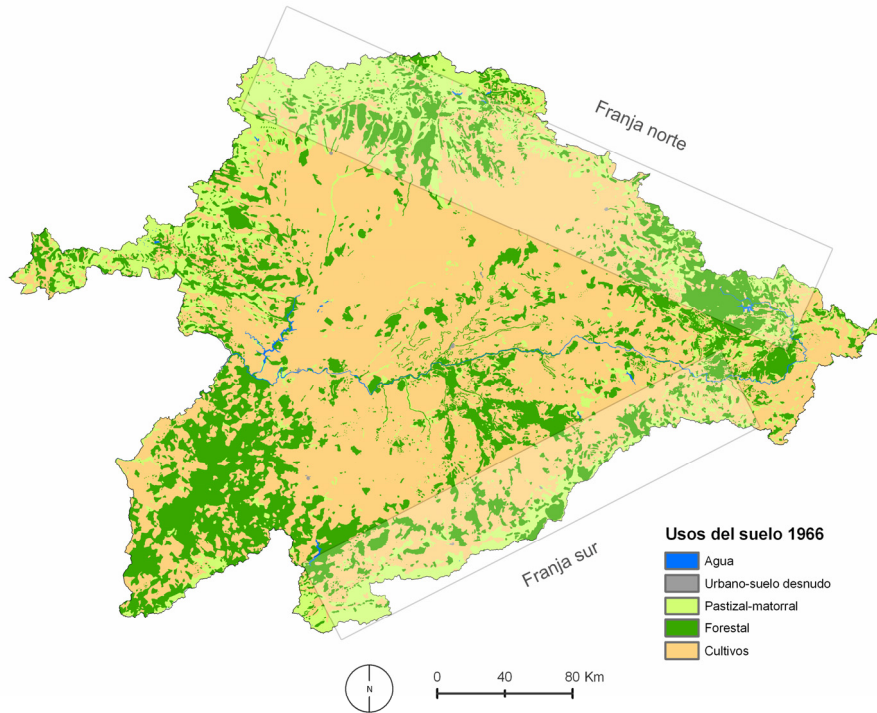 Franja norte
Franja sur
Usos del suelo 1966
Agua
Urbano-suelo desnudo
Pastizal-matorral
Forestal
Cultivos
N
0 40 80 Km